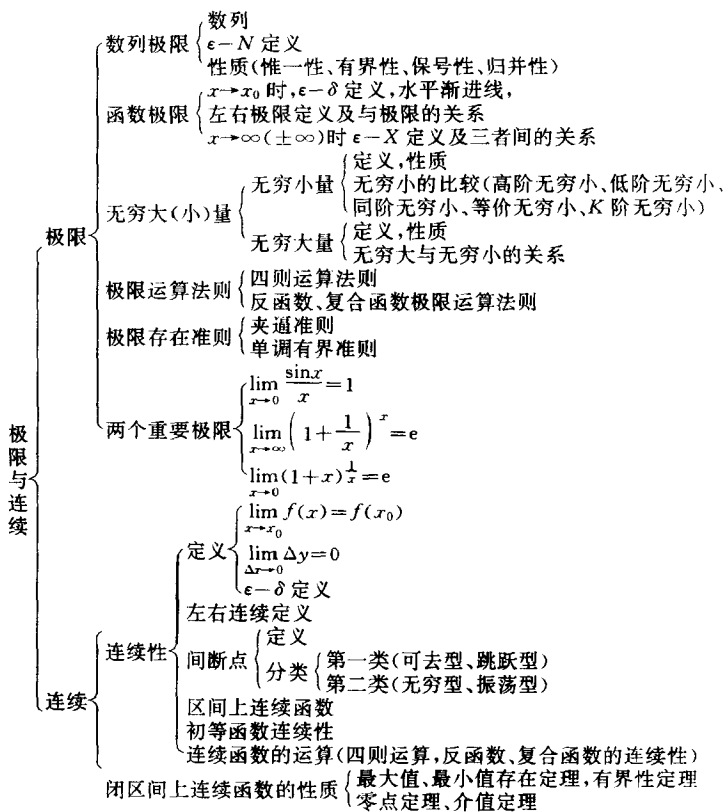 数列
数列极限
ε-N 定义
性质(惟一性、有界性、保号性、归并性)
x→x₀ 时,ε-δ 定义,水平渐进线,
函数极限
左右极限定义及与极限的关系
x→∞(±∞)时 ε-X 定义及三者间的关系
定义,性质
无穷小量
无穷小的比较(高阶无穷小、低阶无穷小、
同阶无穷小、等价无穷小、K 阶无穷小)
无穷大(小)量
极限
定义,性质
无穷大量
无穷大与无穷小的关系
四则运算法则
极限运算法则
反函数、复合函数极限运算法则
夹逼准则
极限存在准则
单调有界准则
lim_{x→0} sinx/x=1
两个重要极限
lim_{x→∞}(1+1/x)^x=e
lim_{x→0}(1+x)^{1/x}=e
极限与连续
lim_{x→x₀} f(x)=f(x₀)
定义
lim_{Δx→0} Δy=0
ε-δ 定义
左右连续定义
连续性
定义
间断点
分类
第一类(可去型、跳跃型)
第二类(无穷型、振荡型)
连续
区间上连续函数
初等函数连续性
连续函数的运算(四则运算,反函数、复合函数的连续性)
闭区间上连续函数的性质
最大值、最小值存在定理,有界性定理
零点定理、介值定理